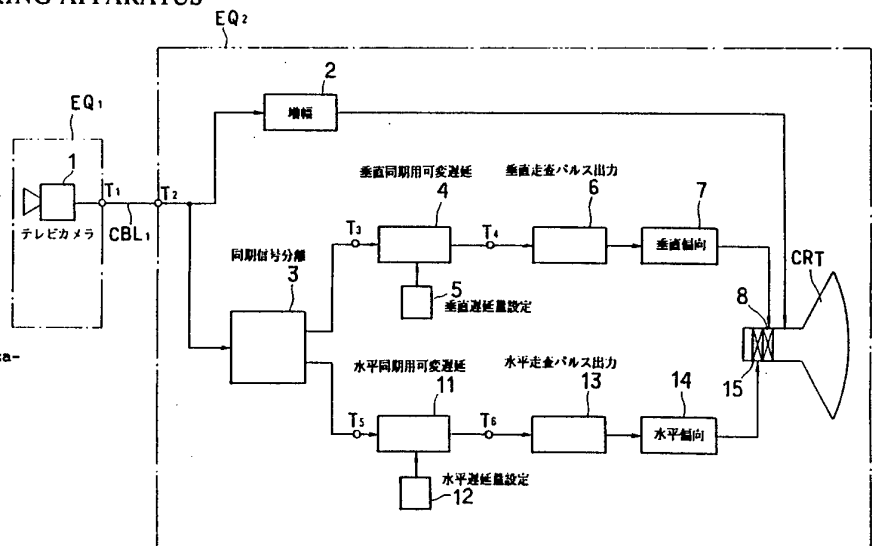 RING APPARATUS
EQ2
EQ1
2
増幅
1
T1
T2
テレビカメラ
CBL1
垂直同期用可変遅延
4
垂直走査パルス出力
6
7
T3
T4
垂直偏向
同期信号分離
3
5
垂直遅延量設定
CRT
8
15
水平同期用可変遅延
11
水平走査パルス出力
13
14
T5
T6
水平偏向
水平遅延量設定
12
ca-